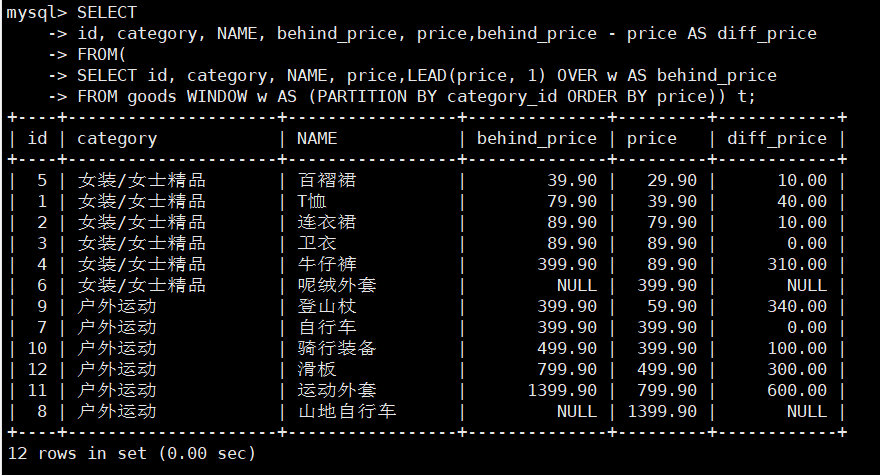 mysql> SELECT
    -> id, category, NAME, behind_price, price,behind_price - price AS diff_price
    -> FROM(
    -> SELECT id, category, NAME, price,LEAD(price, 1) OVER w AS behind_price
    -> FROM goods WINDOW w AS (PARTITION BY category_id ORDER BY price)) t;
+----+---------------------+-----------------+--------------+---------+------------+
| id | category            | NAME            | behind_price | price   | diff_price |
+----+---------------------+-----------------+--------------+---------+------------+
|  5 | 女装/女士精品       | 百褶裙          |        39.90 |   29.90 |      10.00 |
|  1 | 女装/女士精品       | T恤             |        79.90 |   39.90 |      40.00 |
|  2 | 女装/女士精品       | 连衣裙          |        89.90 |   79.90 |      10.00 |
|  3 | 女装/女士精品       | 卫衣            |        89.90 |   89.90 |       0.00 |
|  4 | 女装/女士精品       | 牛仔裤          |       399.90 |   89.90 |     310.00 |
|  6 | 女装/女士精品       | 呢绒外套        |         NULL |  399.90 |       NULL |
|  9 | 户外运动            | 登山杖          |       399.90 |   59.90 |     340.00 |
|  7 | 户外运动            | 自行车          |       399.90 |  399.90 |       0.00 |
| 10 | 户外运动            | 骑行装备        |       499.90 |  399.90 |     100.00 |
| 12 | 户外运动            | 滑板            |       799.90 |  499.90 |     300.00 |
| 11 | 户外运动            | 运动外套        |      1399.90 |  799.90 |     600.00 |
|  8 | 户外运动            | 山地自行车      |         NULL | 1399.90 |       NULL |
+----+---------------------+-----------------+--------------+---------+------------+
12 rows in set (0.00 sec)